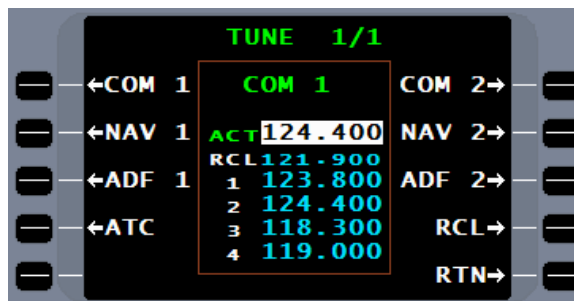 TUNE 1/1
←COM 1 COM 1 COM 2→
ACT 124.400
←NAV 1 NAV 2→
RCL 121.900
1 123.800
←ADF 1 ADF 2→
2 124.400
←ATC 3 118.300 RCL→
4 119.000
RTN→